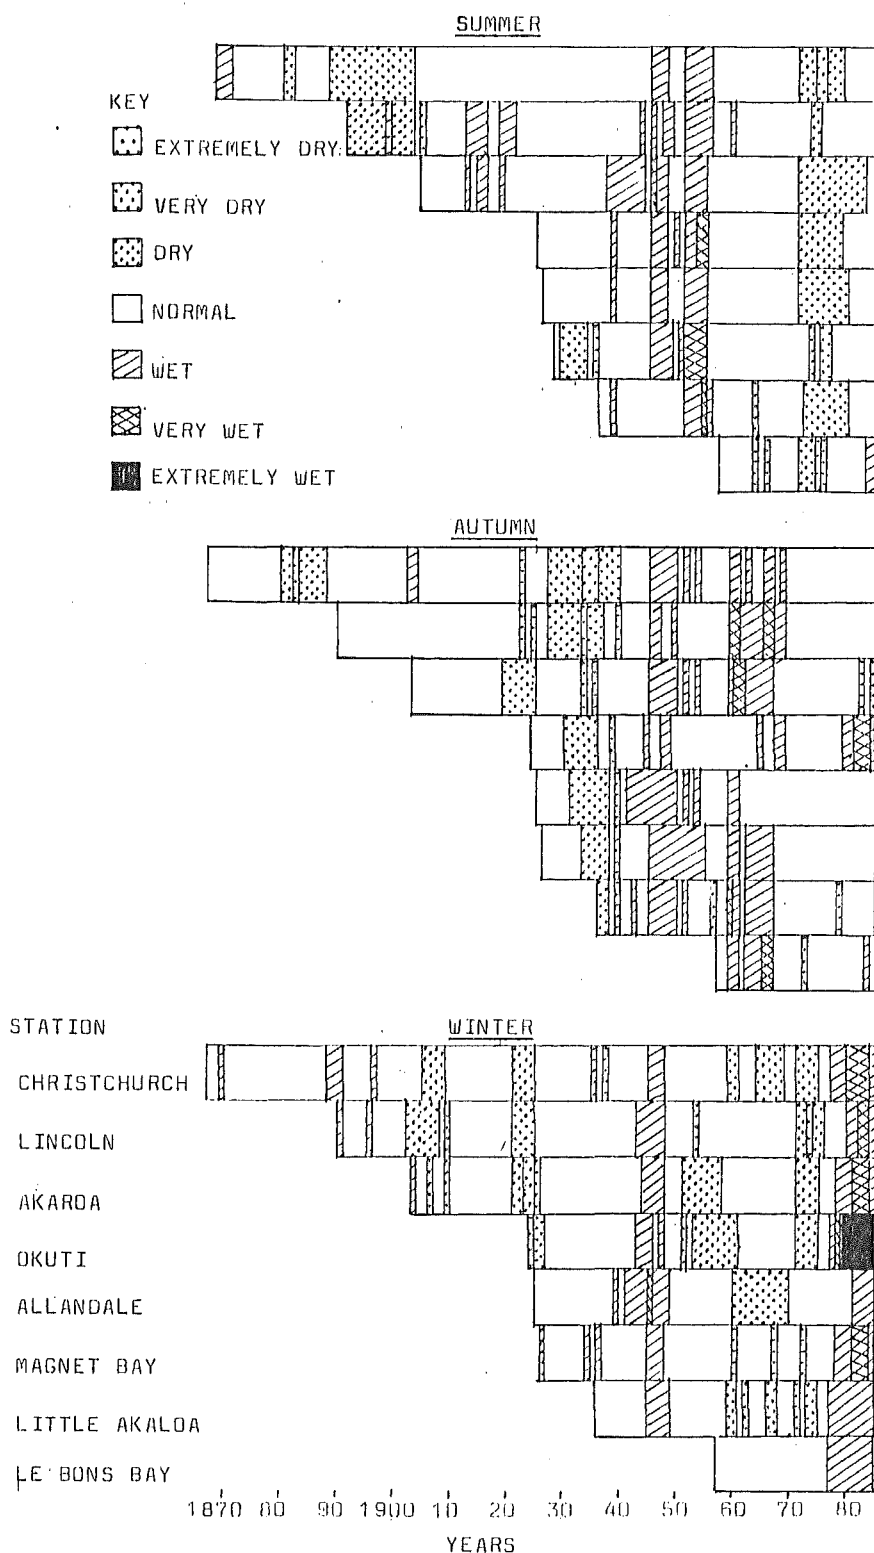 SUMMER
KEY
EXTREMELY DRY
VERY DRY
DRY
NORMAL
WET
VERY WET
EXTREMELY WET
AUTUMN
STATION
WINTER
CHRISTCHURCH
LINCOLN
AKAROA
OKUTI
ALLANDALE
MAGNET BAY
LITTLE AKALOA
LE BONS BAY
1870 80 90 1900 10 20 30 40 50 60 70 80
YEARS